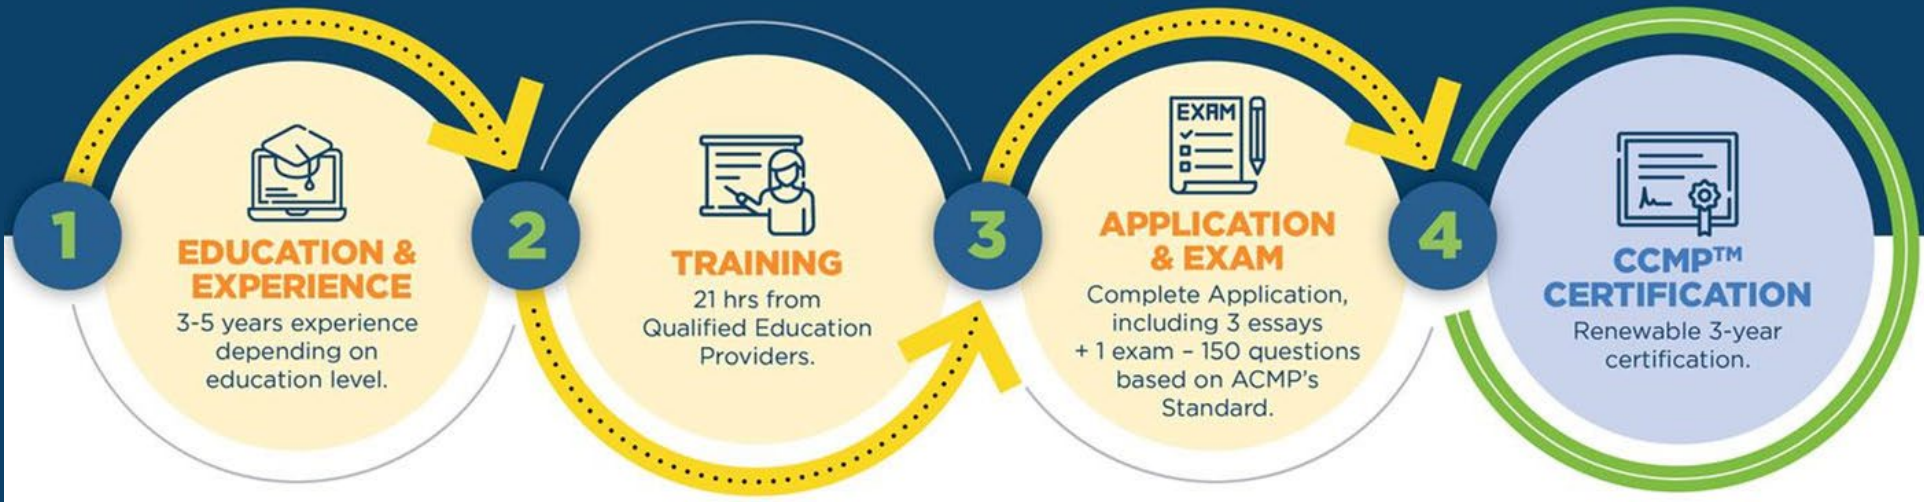 1
EDUCATION &
EXPERIENCE
3-5 years experience
depending on
education level.
2
TRAINING
21 hrs from
Qualified Education
Providers.
3
EXAM
APPLICATION
& EXAM
Complete Application,
including 3 essays
+ 1 exam – 150 questions
based on ACMP's
Standard.
4
CCMP™
CERTIFICATION
Renewable 3-year
certification.